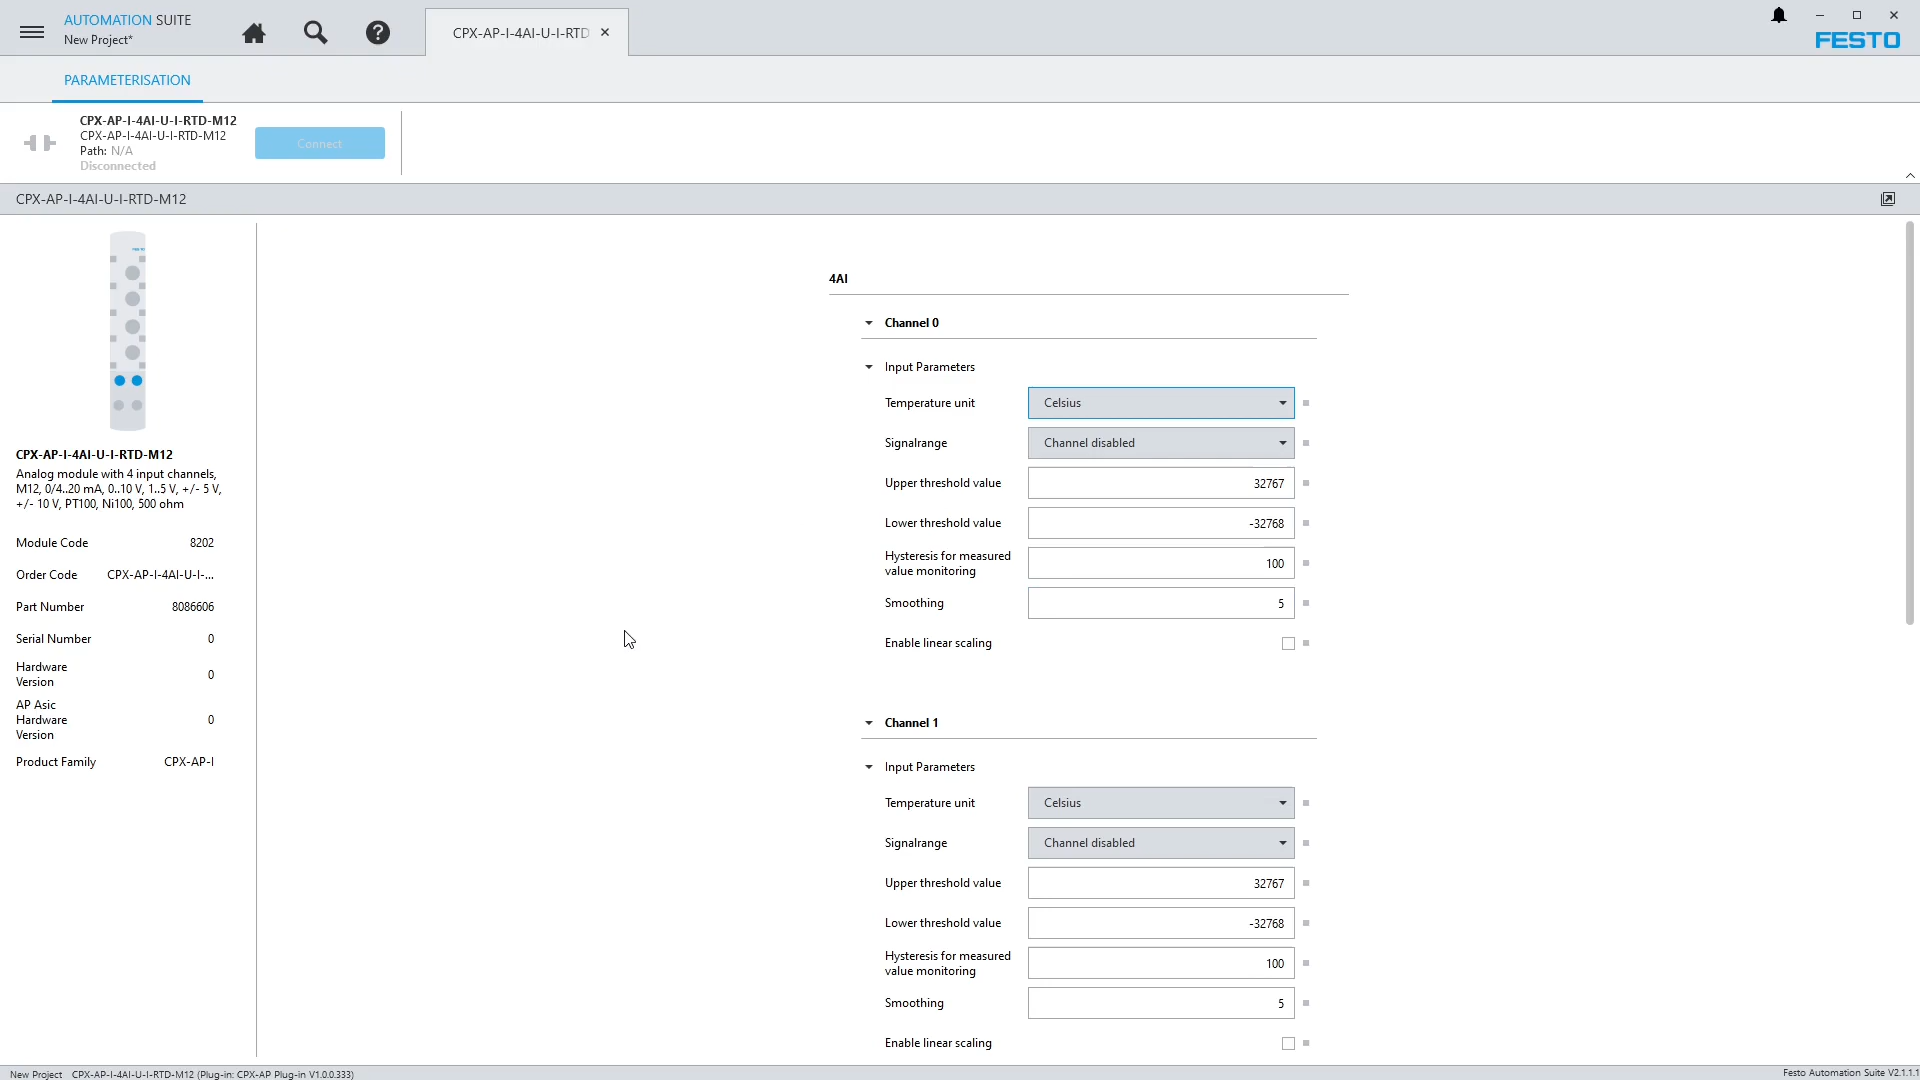 AUTOMATION SUITE
New Project*
CPX-AP-I-4AI-U-I-RTD
FESTO
PARAMETERISATION
CPX-AP-I-4AI-U-I-RTD-M12
CPX-AP-I-4AI-U-I-RTD-M12
Path: N/A
Disconnected
Connect
CPX-AP-I-4AI-U-I-RTD-M12
CPX-AP-I-4AI-U-I-RTD-M12
Analog module with 4 input channels,
M12, 0/4..20 mA, 0..10 V, 1..5 V, +/- 5 V,
+/- 10 V, PT100, Ni100, 500 ohm
Module Code 8202
Order Code CPX-AP-I-4AI-U-I-...
Part Number 8086606
Serial Number 0
Hardware
Version 0
AP Asic
Hardware
Version 0
Product Family CPX-AP-I
4AI
Channel 0
Input Parameters
Temperature unit Celsius
Signalrange Channel disabled
Upper threshold value 32767
Lower threshold value -32768
Hysteresis for measured
value monitoring 100
Smoothing 5
Enable linear scaling
Channel 1
Input Parameters
Temperature unit Celsius
Signalrange Channel disabled
Upper threshold value 32767
Lower threshold value -32768
Hysteresis for measured
value monitoring 100
Smoothing 5
Enable linear scaling
New Project CPX-AP-I-4AI-U-I-RTD-M12 (Plug-in: CPX-AP Plug-in V1.0.0.333)
Festo Automation Suite V2.1.1.1